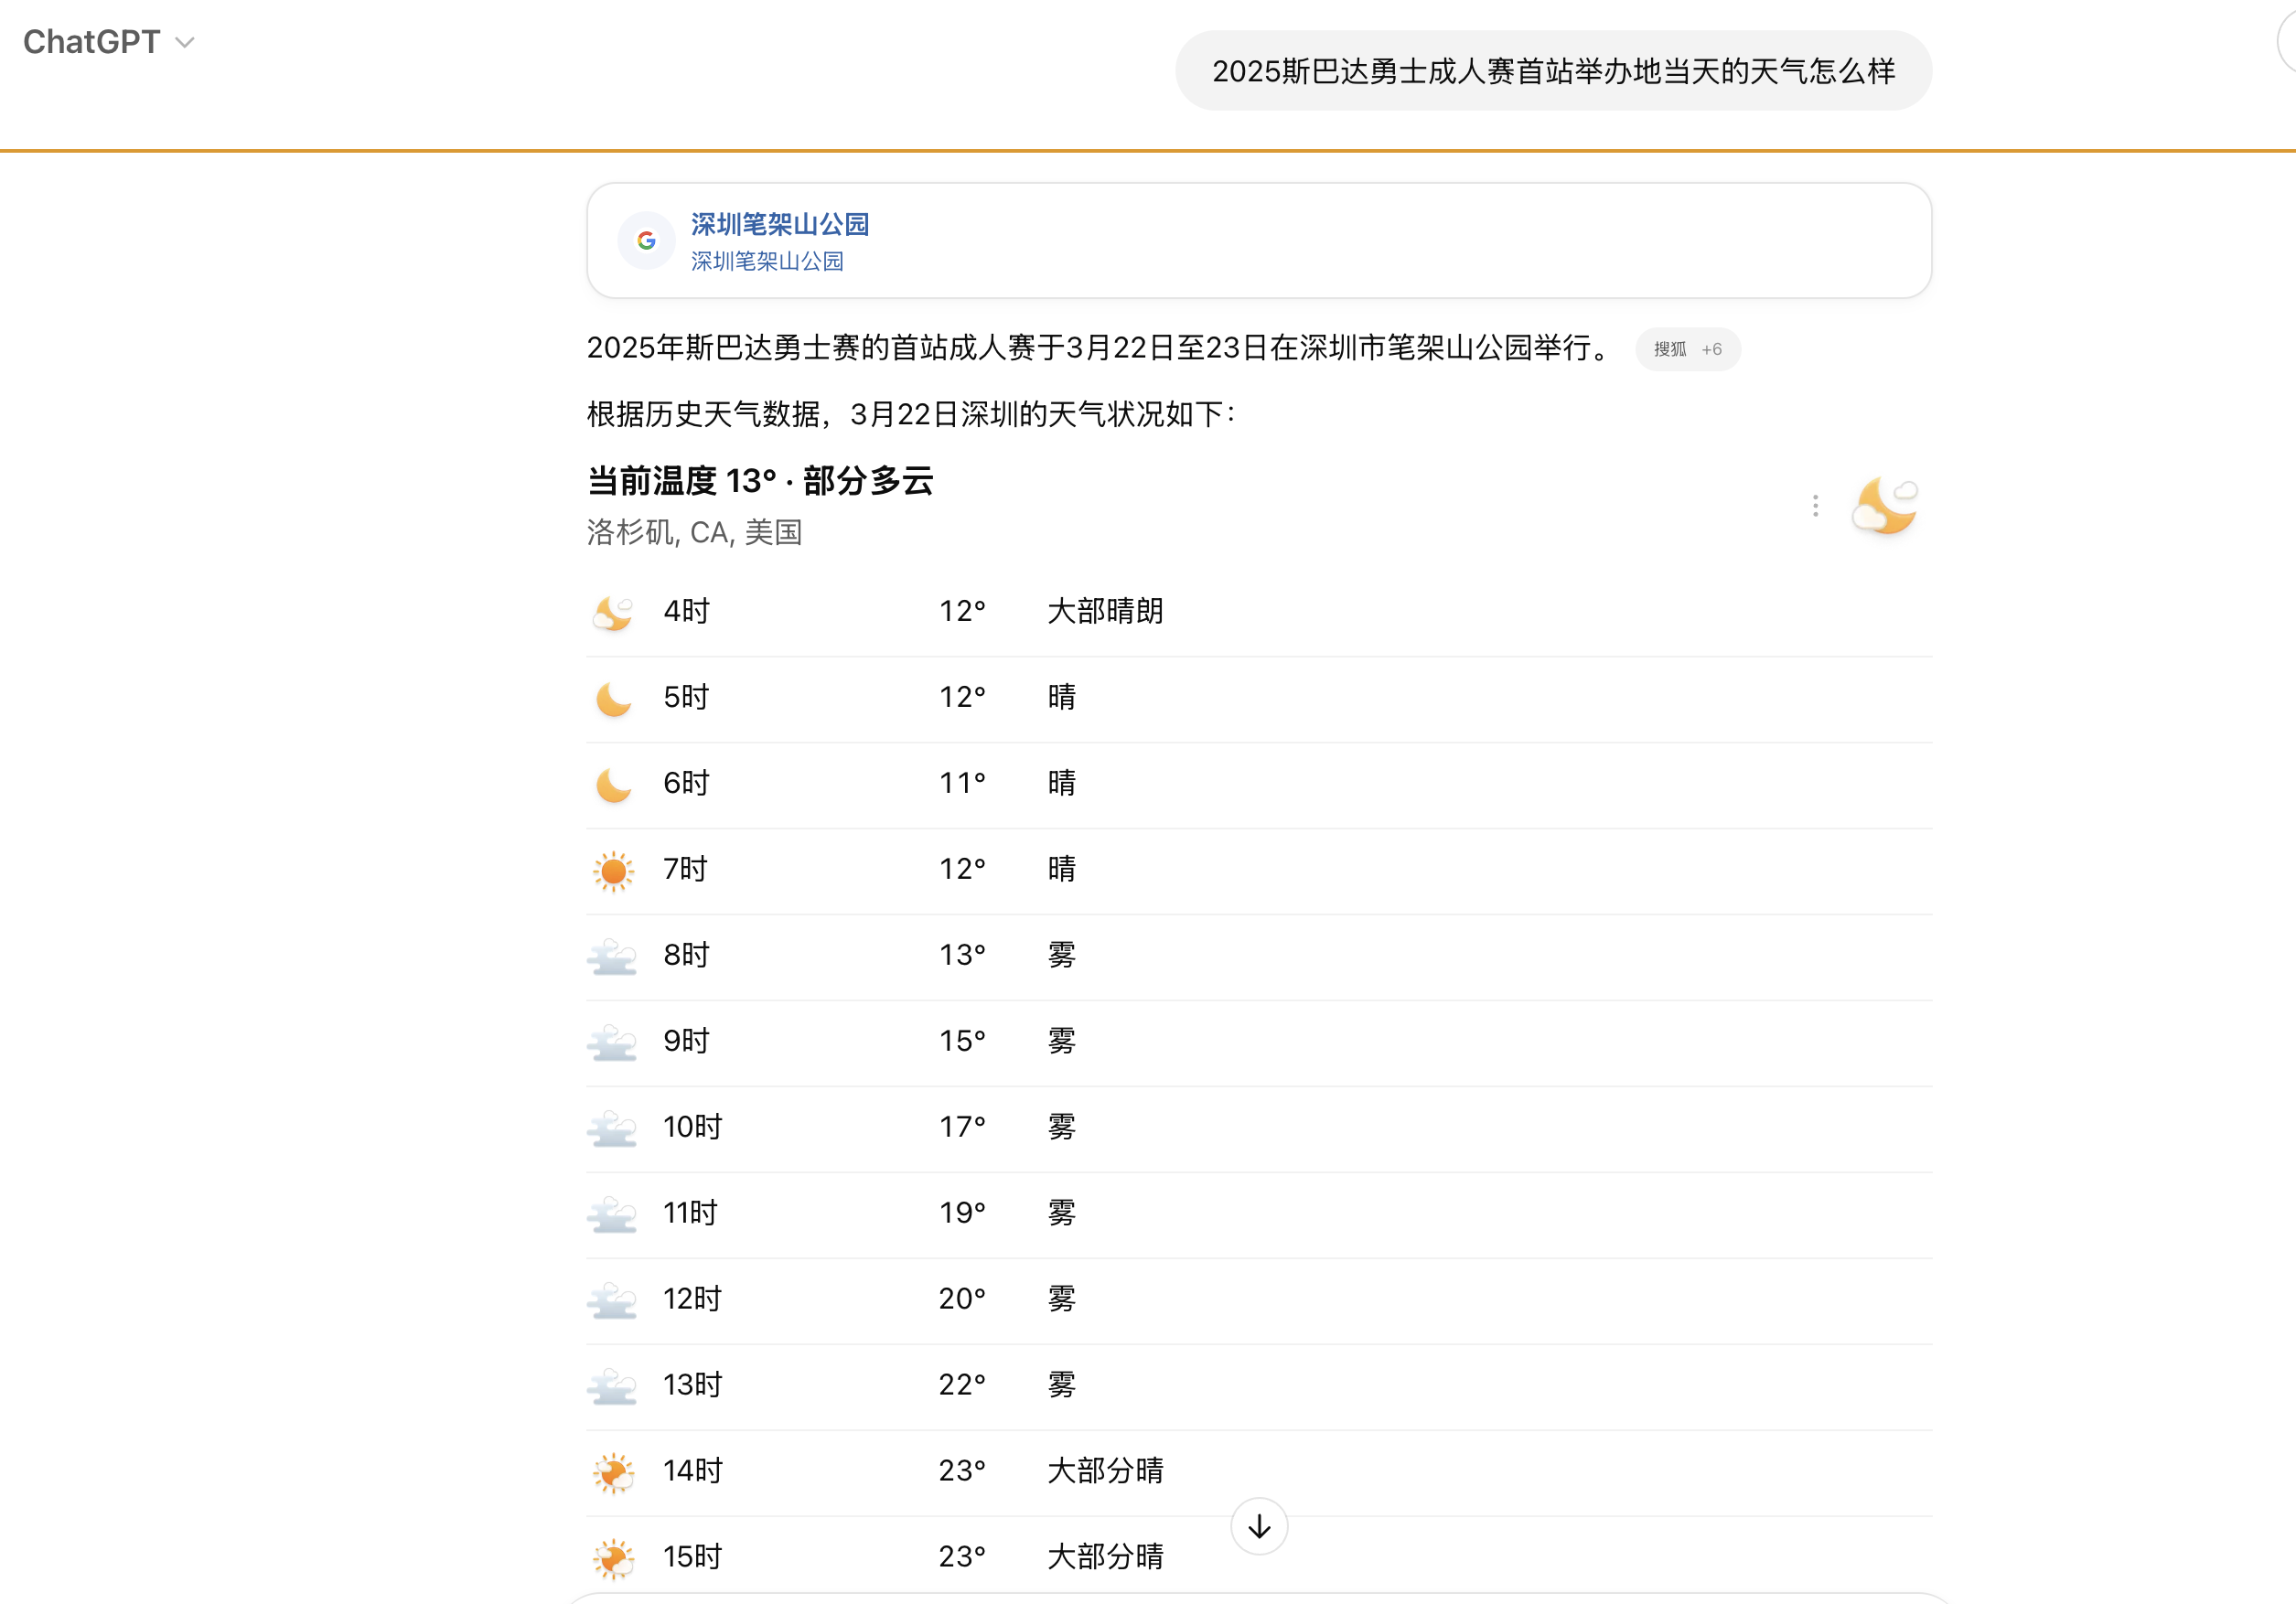 ChatGPT
2025斯巴达勇士成人赛首站举办地当天的天气怎么样
深圳笔架山公园
深圳笔架山公园
2025年斯巴达勇士赛的首站成人赛于3月22日至23日在深圳市笔架山公园举行。 搜狐 +6
根据历史天气数据，3月22日深圳的天气状况如下：
当前温度 13° · 部分多云
洛杉矶, CA, 美国
4时 12° 大部晴朗
5时 12° 晴
6时 11° 晴
7时 12° 晴
8时 13° 雾
9时 15° 雾
10时 17° 雾
11时 19° 雾
12时 20° 雾
13时 22° 雾
14时 23° 大部分晴
15时 23° 大部分晴